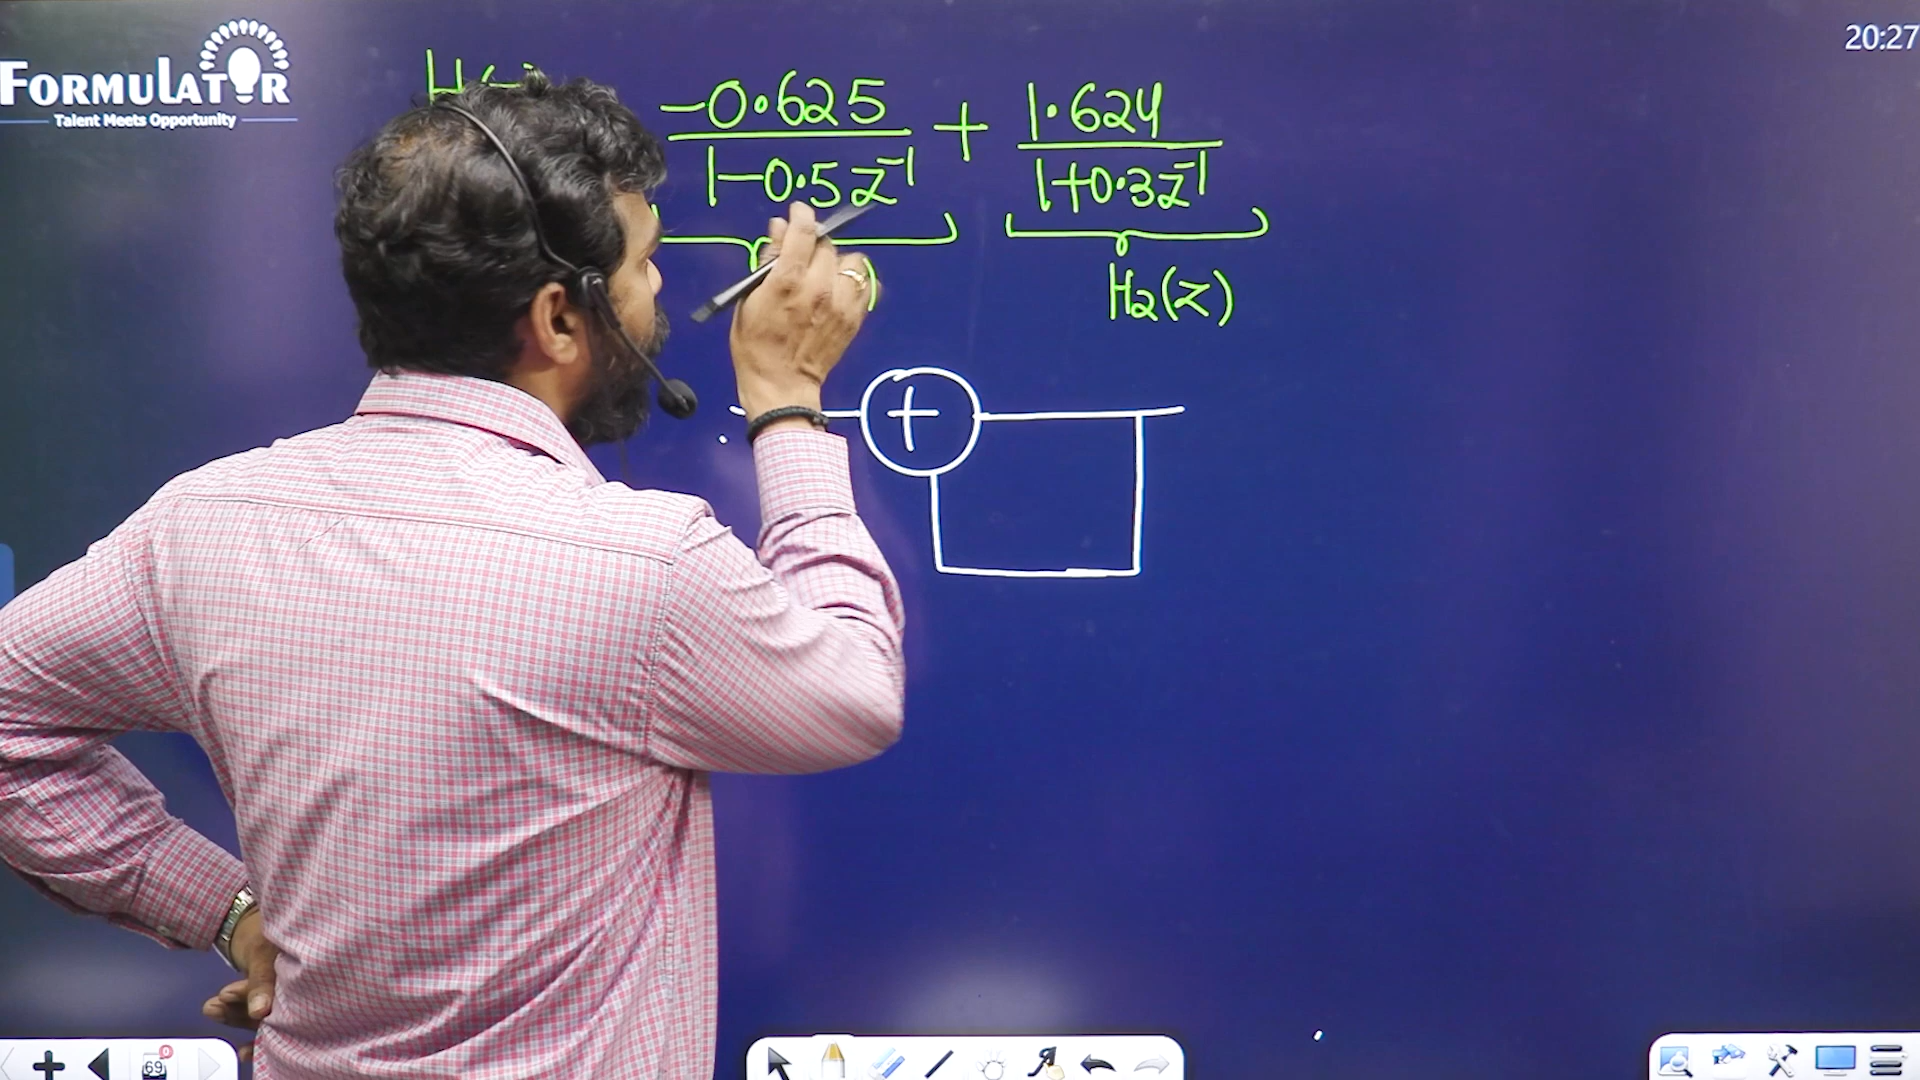 20:27
FORMULATOR
Talent Meets Opportunity
-0.625 + 1.624
1-0.5z⁻¹ 1+0.3z⁻¹
H₂(z)
+
69